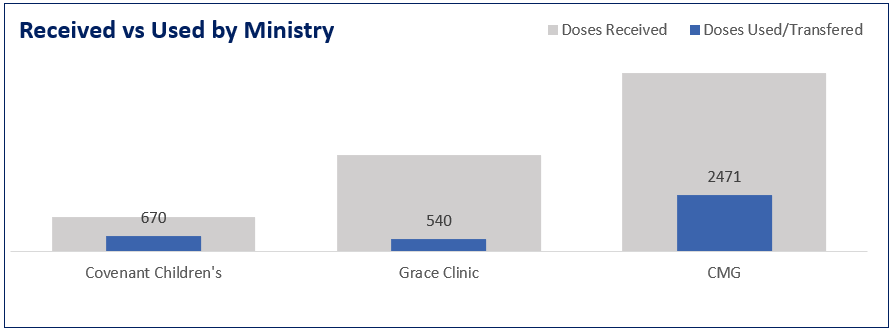 Received vs Used by Ministry
Doses Received
Doses Used/Transfered
670
540
2471
Covenant Children's
Grace Clinic
CMG